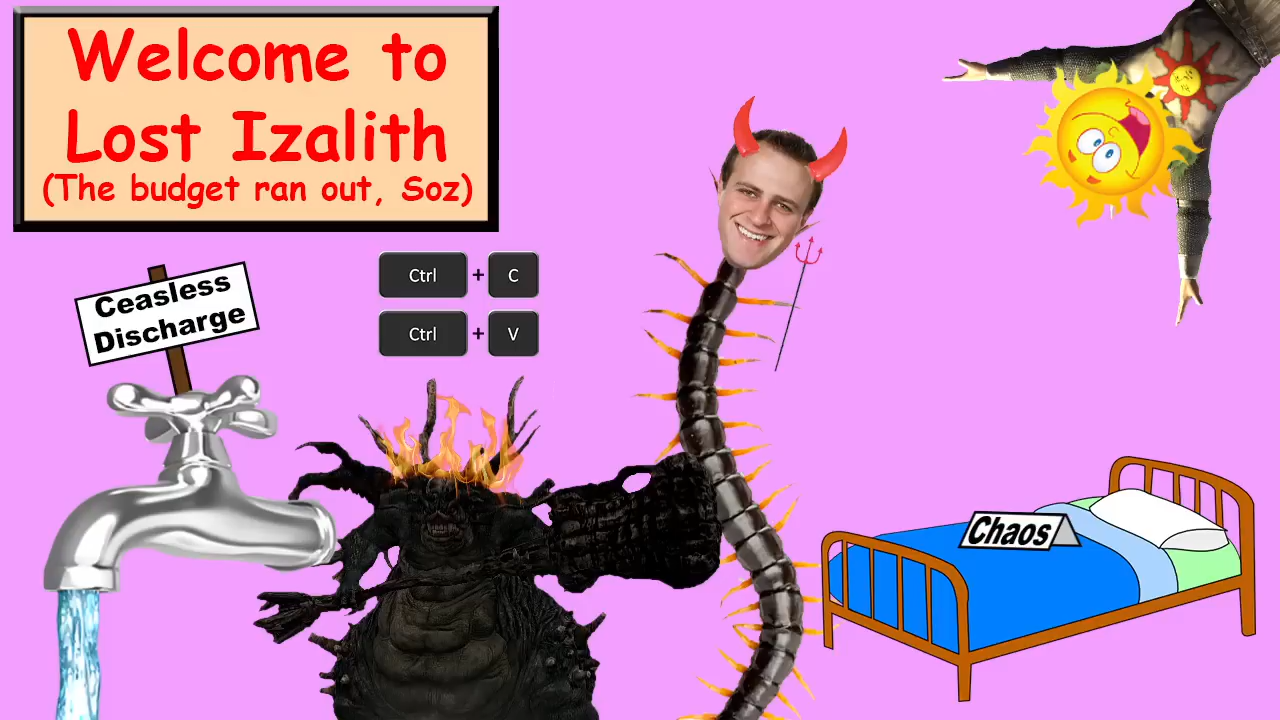 Welcome to
Lost Izalith
(The budget ran out, Soz)
Ceasless
Discharge
Ctrl + C
Ctrl + V
Chaos